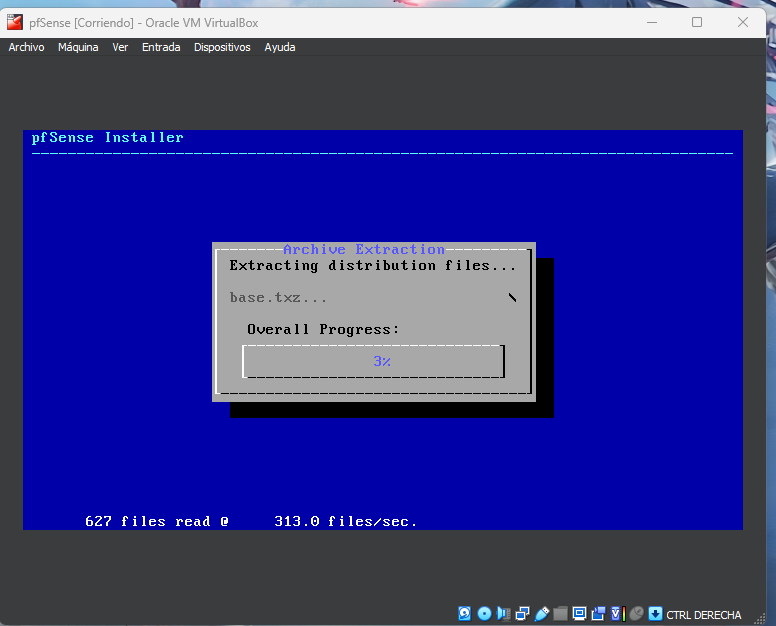 pfSense [Corriendo] - Oracle VM VirtualBox
Archivo Máquina Ver Entrada Dispositivos Ayuda
pfSense Installer
Archive Extraction
Extracting distribution files...
base.txz... \
Overall Progress:
3%
627 files read @ 313.0 files/sec.
CTRL DERECHA